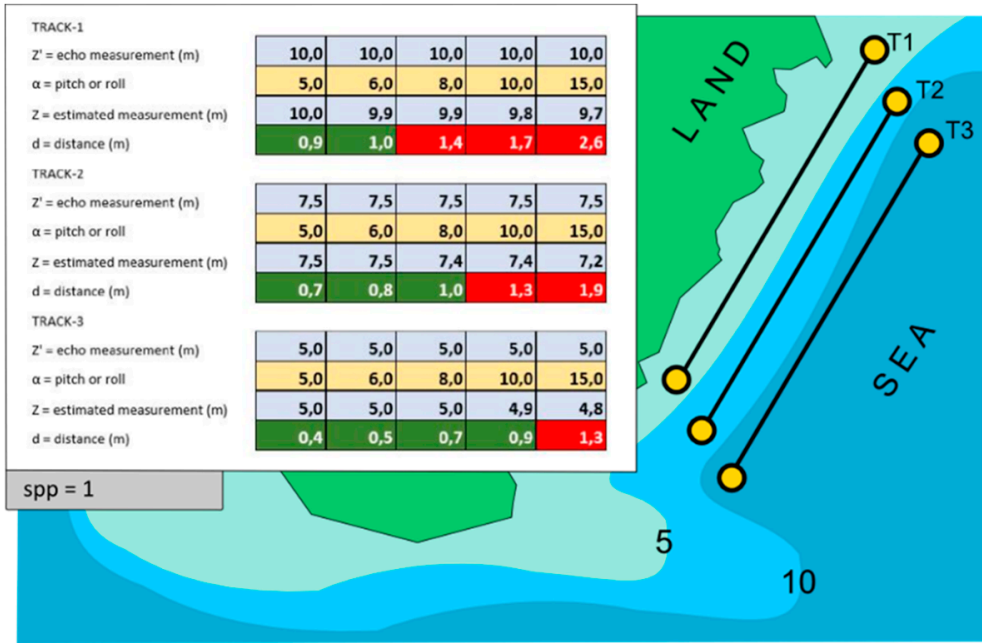 TRACK-1
Z' = echo measurement (m) 10,0 10,0 10,0 10,0 10,0
α = pitch or roll 5,0 6,0 8,0 10,0 15,0
Z = estimated measurement (m) 10,0 9,9 9,9 9,8 9,7
d = distance (m) 0,9 1,0 1,4 1,7 2,6
TRACK-2
Z' = echo measurement (m) 7,5 7,5 7,5 7,5 7,5
α = pitch or roll 5,0 6,0 8,0 10,0 15,0
Z = estimated measurement (m) 7,5 7,5 7,4 7,4 7,2
d = distance (m) 0,7 0,8 1,0 1,3 1,9
TRACK-3
Z' = echo measurement (m) 5,0 5,0 5,0 5,0 5,0
α = pitch or roll 5,0 6,0 8,0 10,0 15,0
Z = estimated measurement (m) 5,0 5,0 5,0 4,9 4,8
d = distance (m) 0,4 0,5 0,7 0,9 1,3
spp = 1
LAND
T1
T2
T3
SEA
5
10